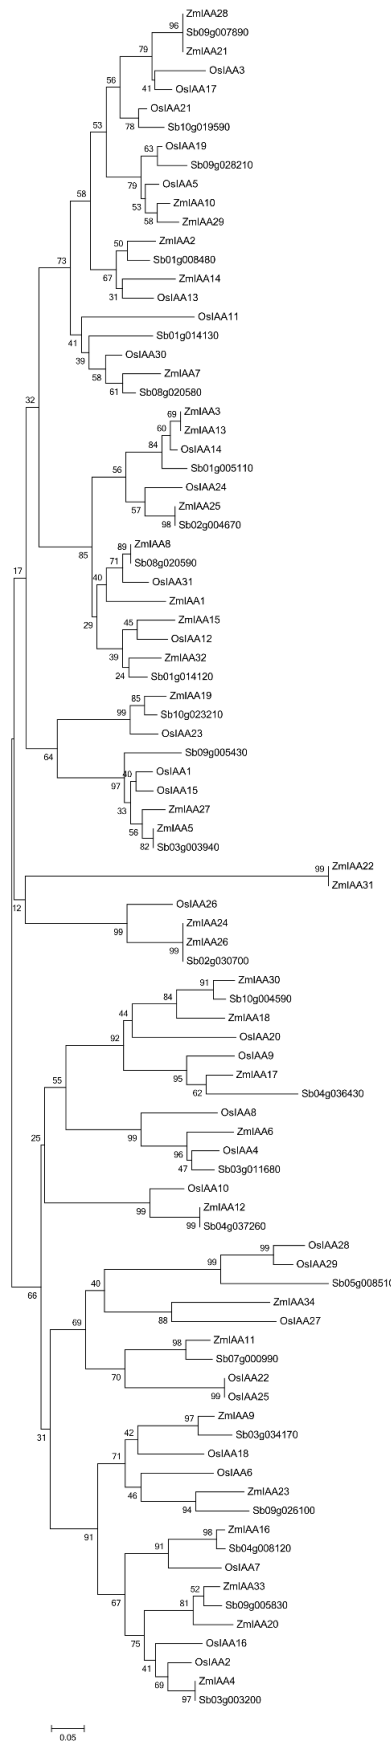 ZmIAA28
96
Sb09g007890
79
ZmIAA21
OsIAA3
56
41
OsIAA17
OsIAA21
53
78
Sb10g019590
63
OsIAA19
Sb09g028210
79
OsIAA5
58
53
ZmIAA10
58
ZmIAA29
50
ZmIAA2
73
67
Sb01g008480
ZmIAA14
31
OsIAA13
OsIAA11
41
Sb01g014130
39
OsIAA30
58
ZmIAA7
61
Sb08g020580
32
69
ZmIAA3
60
ZmIAA13
84
OsIAA14
56
Sb01g005110
OsIAA24
57
ZmIAA25
98
Sb02g004670
85
89
ZmIAA8
71
Sb08g020590
17
40
OsIAA31
ZmIAA1
29
45
ZmIAA15
OsIAA12
39
ZmIAA32
24
Sb01g014120
85
ZmIAA19
99
Sb10g023210
OsIAA23
64
Sb09g005430
40
OsIAA1
97
OsIAA15
33
ZmIAA27
56
ZmIAA5
82
Sb03g003940
99
ZmIAA22
ZmIAA31
12
OsIAA26
99
ZmIAA24
99
ZmIAA26
Sb02g030700
91
ZmIAA30
84
Sb10g004590
44
ZmIAA18
92
OsIAA20
OsIAA9
95
ZmIAA17
62
Sb04g036430
55
OsIAA8
99
ZmIAA6
96
OsIAA4
47
Sb03g011680
25
OsIAA10
99
ZmIAA12
99
Sb04g037260
99
OsIAA28
99
OsIAA29
40
Sb05g008510
66
ZmIAA34
88
OsIAA27
69
98
ZmIAA11
Sb07g000990
70
OsIAA22
99
OsIAA25
97
ZmIAA9
42
Sb03g034170
31
71
OsIAA18
OsIAA6
46
ZmIAA23
94
Sb09g026100
91
98
ZmIAA16
91
Sb04g008120
OsIAA7
67
52
ZmIAA33
81
Sb09g005830
ZmIAA20
75
OsIAA16
41
OsIAA2
69
ZmIAA4
97
Sb03g003200
0.05